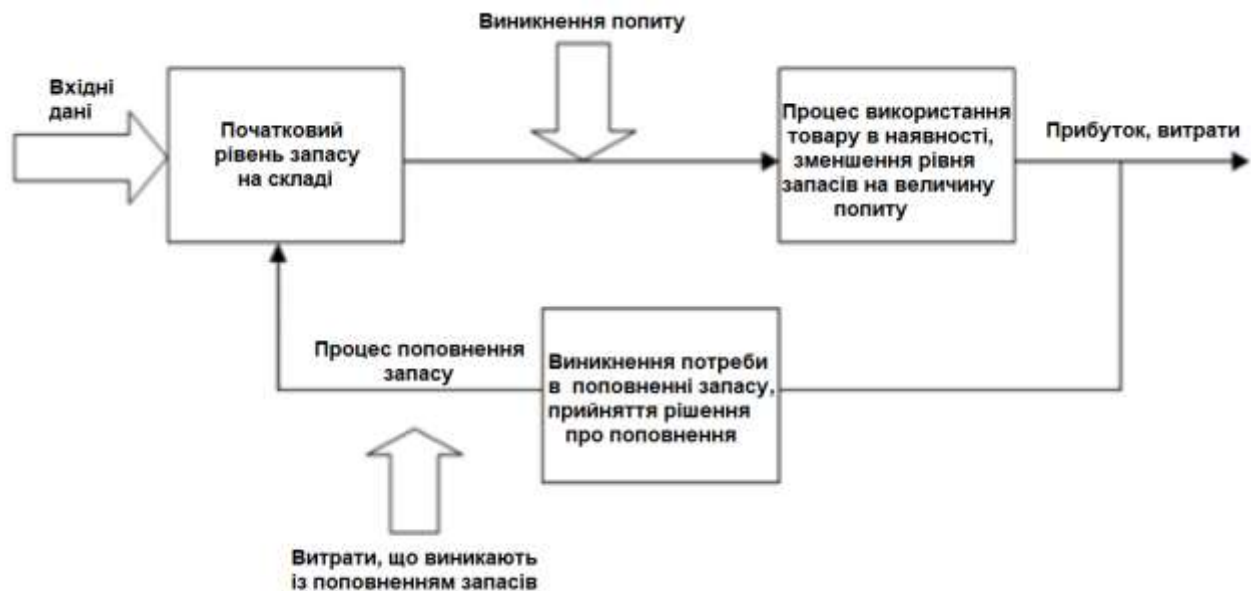 Виникнення попиту
Вхідні
дані
Початковий
рівень запасу
на складі
Процес використання
товару в наявності,
зменшення рівня
запасів на величину
попиту
Прибуток, витрати
Процес поповнення
запасу
Виникнення потреби
в поповненні запасу,
прийняття рішення
про поповнення
Витрати, що виникають
із поповненням запасів